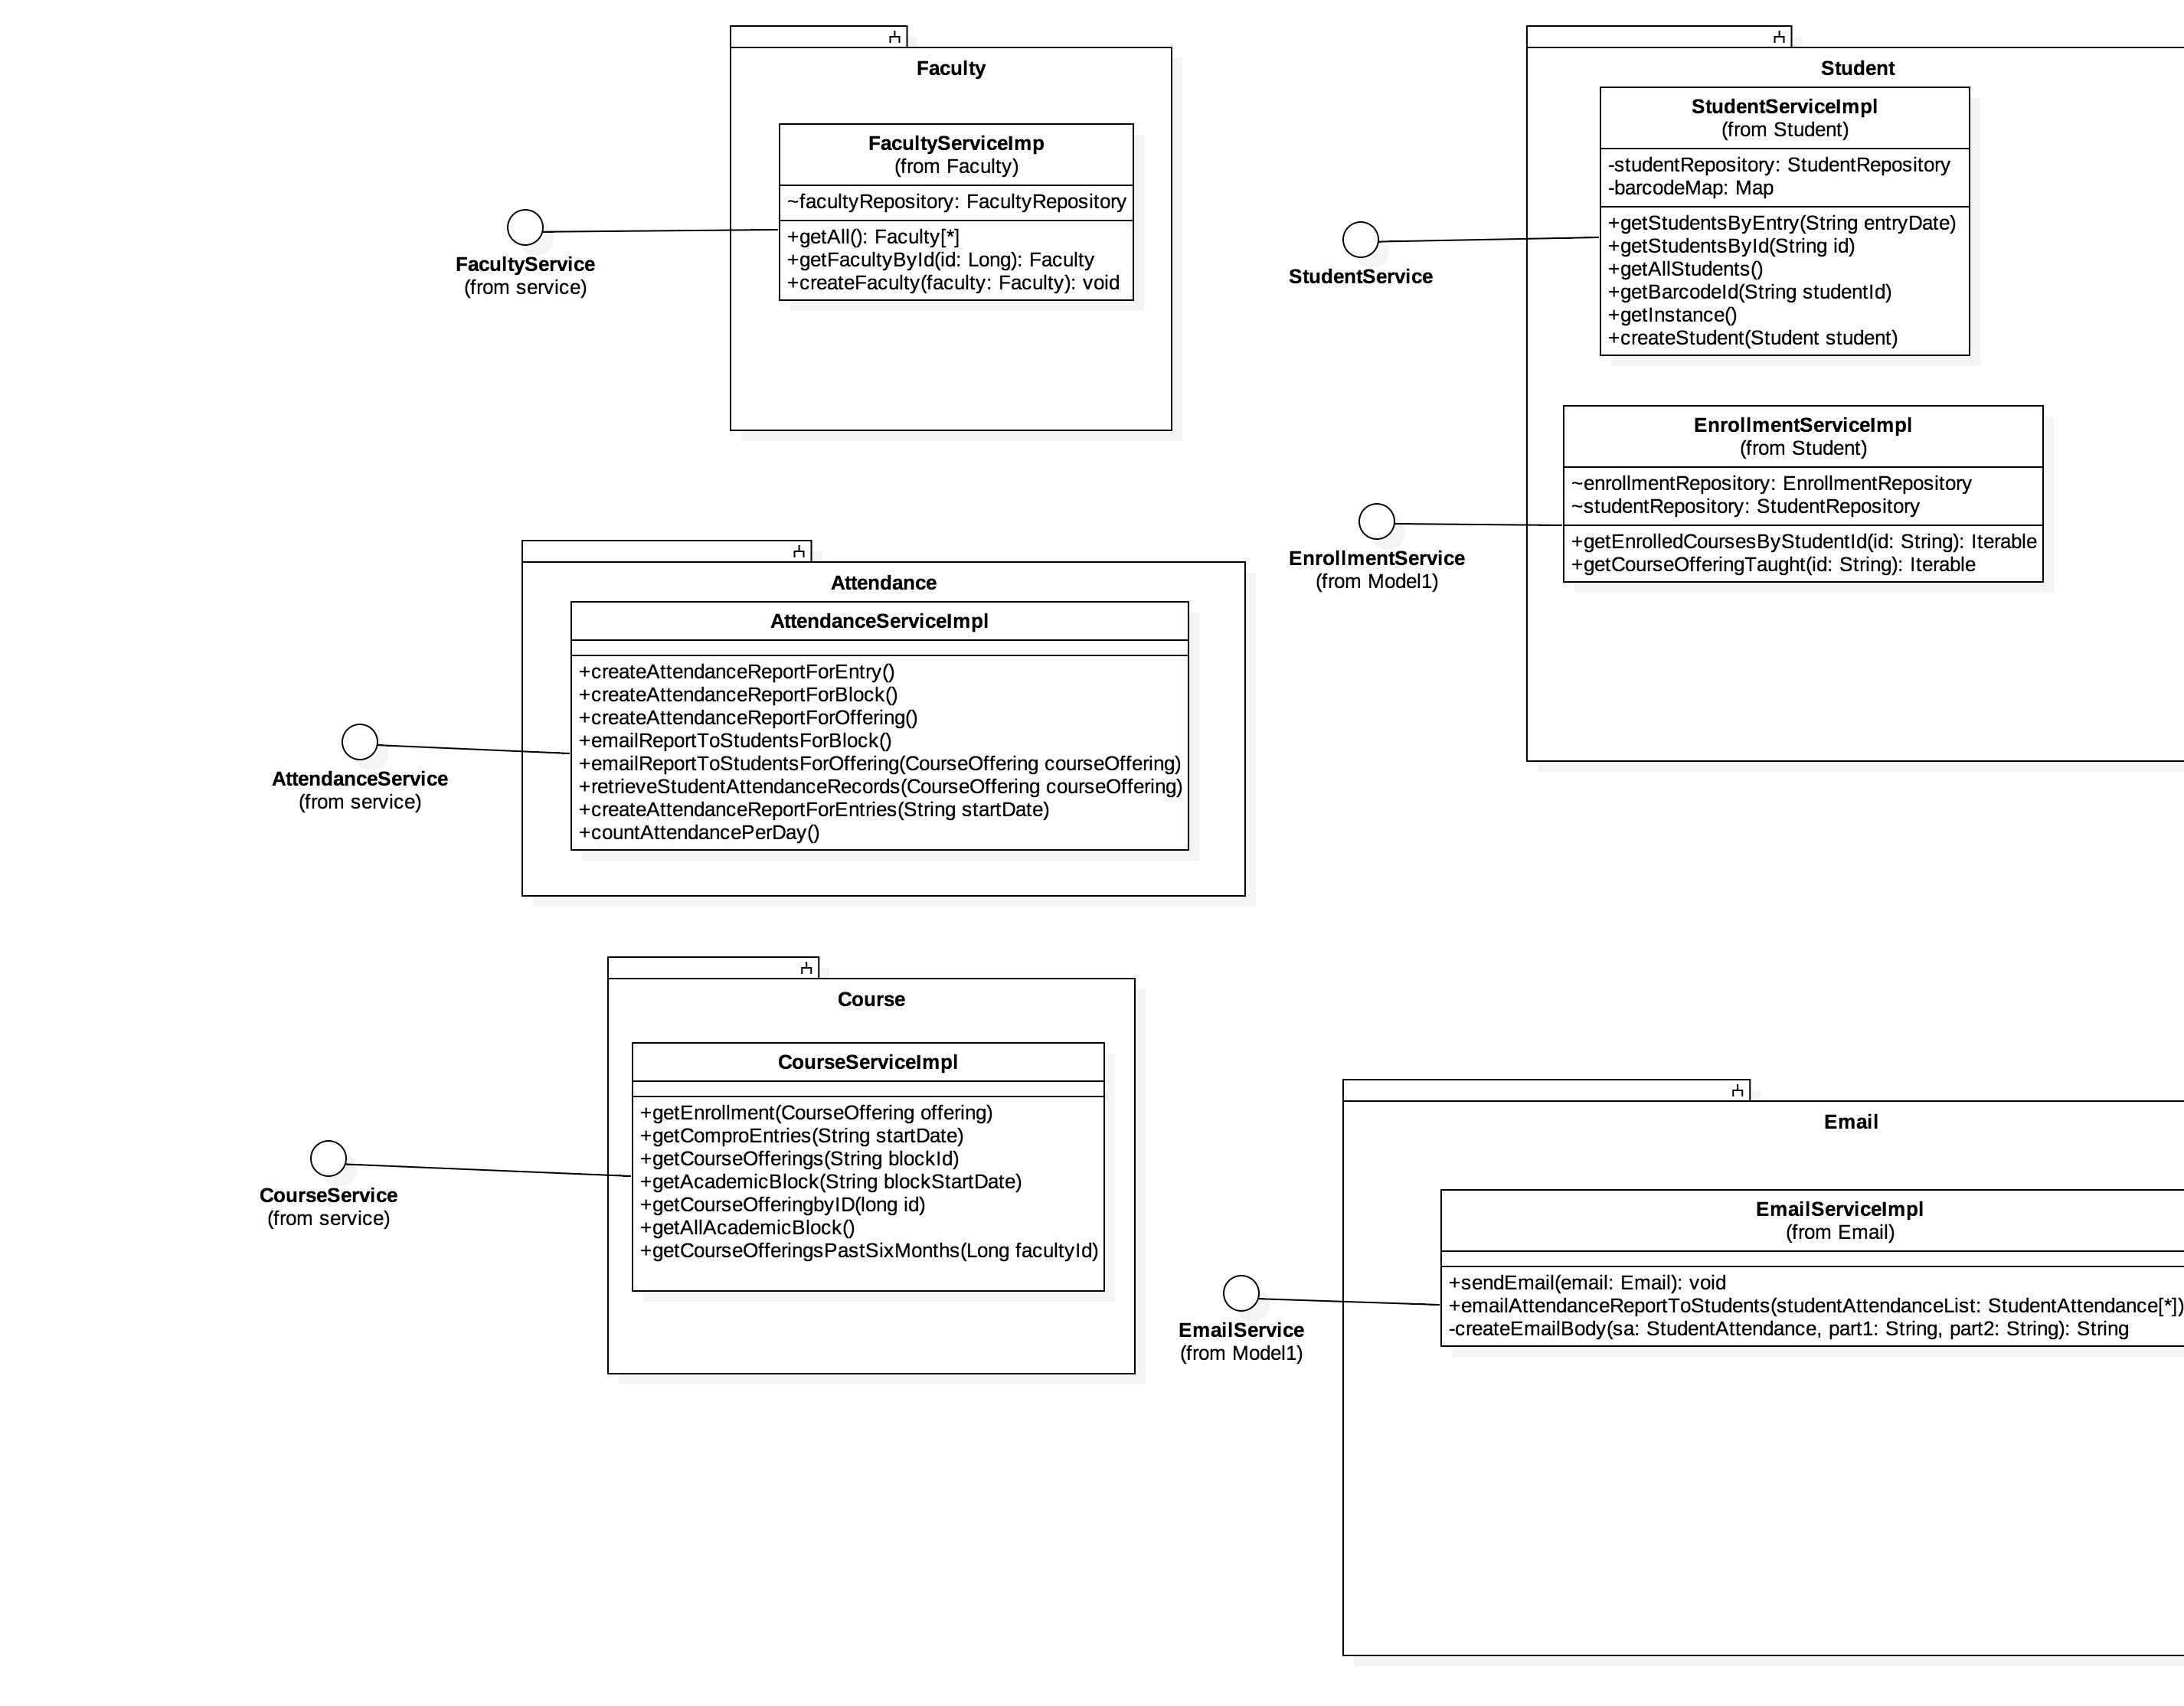 Faculty
FacultyServiceImp
(from Faculty)
~facultyRepository: FacultyRepository
+getAll(): Faculty[*]
+getFacultyById(id: Long): Faculty
+createFaculty(faculty: Faculty): void
FacultyService
(from service)
Student
StudentServiceImpl
(from Student)
-studentRepository: StudentRepository
-barcodeMap: Map
+getStudentsByEntry(String entryDate)
+getStudentsById(String id)
+getAllStudents()
+getBarcodeId(String studentId)
+getInstance()
+createStudent(Student student)
StudentService
EnrollmentServiceImpl
(from Student)
~enrollmentRepository: EnrollmentRepository
~studentRepository: StudentRepository
+getEnrolledCoursesByStudentId(id: String): Iterable
+getCourseOfferingTaught(id: String): Iterable
EnrollmentService
(from Model1)
Attendance
AttendanceServiceImpl
+createAttendanceReportForEntry()
+createAttendanceReportForBlock()
+createAttendanceReportForOffering()
+emailReportToStudentsForBlock()
+emailReportToStudentsForOffering(CourseOffering courseOffering)
+retrieveStudentAttendanceRecords(CourseOffering courseOffering)
+createAttendanceReportForEntries(String startDate)
+countAttendancePerDay()
AttendanceService
(from service)
Course
CourseServiceImpl
+getEnrollment(CourseOffering offering)
+getComproEntries(String startDate)
+getCourseOfferings(String blockId)
+getAcademicBlock(String blockStartDate)
+getCourseOfferingbyID(long id)
+getAllAcademicBlock()
+getCourseOfferingsPastSixMonths(Long facultyId)
CourseService
(from service)
Email
EmailServiceImpl
(from Email)
+sendEmail(email: Email): void
+emailAttendanceReportToStudents(studentAttendanceList: StudentAttendance[*])
-createEmailBody(sa: StudentAttendance, part1: String, part2: String): String
EmailService
(from Model1)